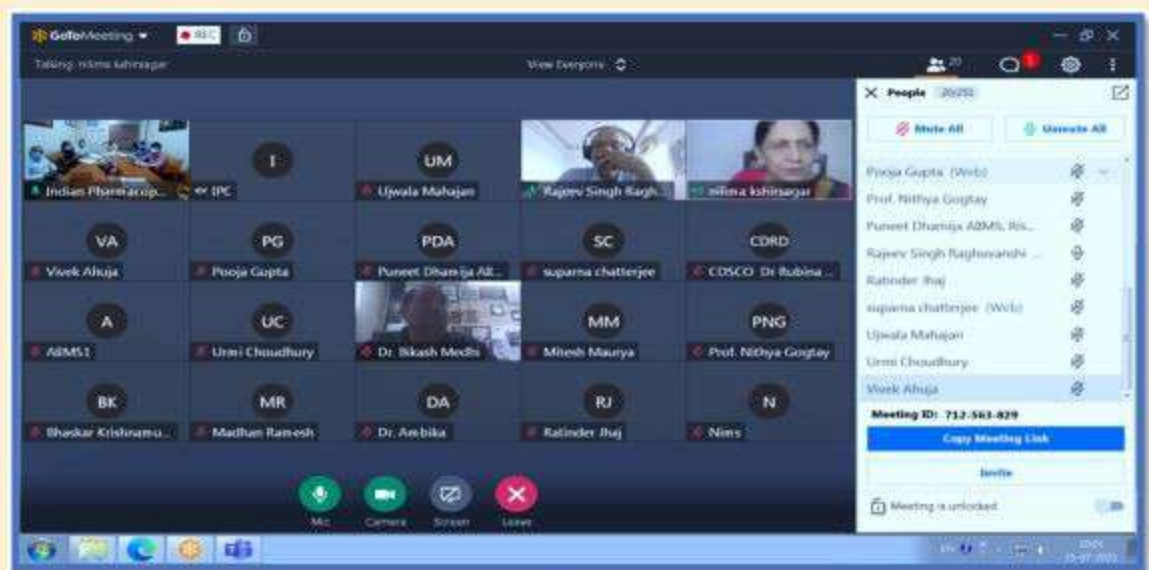 GoToMeeting
REC
Talking: nilima kshirsagar
View Everyone
20
1
People 20/251
Mute All
Unmute All
Indian Pharmacop...
I
IPC
UM
Ujwala Mahajan
Rajeev Singh Ragh...
nilima kshirsagar
VA
Vivek Ahuja
PG
Pooja Gupta
PDA
Puneet Dhamija AII...
SC
suparna chatterjee
CDRD
CDSCO Dr Rubina ...
A
AIIMS1
UC
Urmi Choudhury
Dr. Bikash Medhi
MM
Mitesh Maurya
PNG
Prof. Nithya Gogtay
BK
Bhaskar Krishnamu...
MR
Madhan Ramesh
DA
Dr. Ambika
RJ
Ratinder Jhaj
N
Nims
Mic
Camera
Screen
Leave
Pooja Gupta (Web)
Prof. Nithya Gogtay
Puneet Dhamija AIIMS, Ris...
Rajeev Singh Raghuvanshi ...
Ratinder Jhaj
suparna chatterjee (Web)
Ujwala Mahajan
Urmi Choudhury
Vivek Ahuja
Meeting ID: 712-563-829
Copy Meeting Link
Invite
Meeting is unlocked
EN